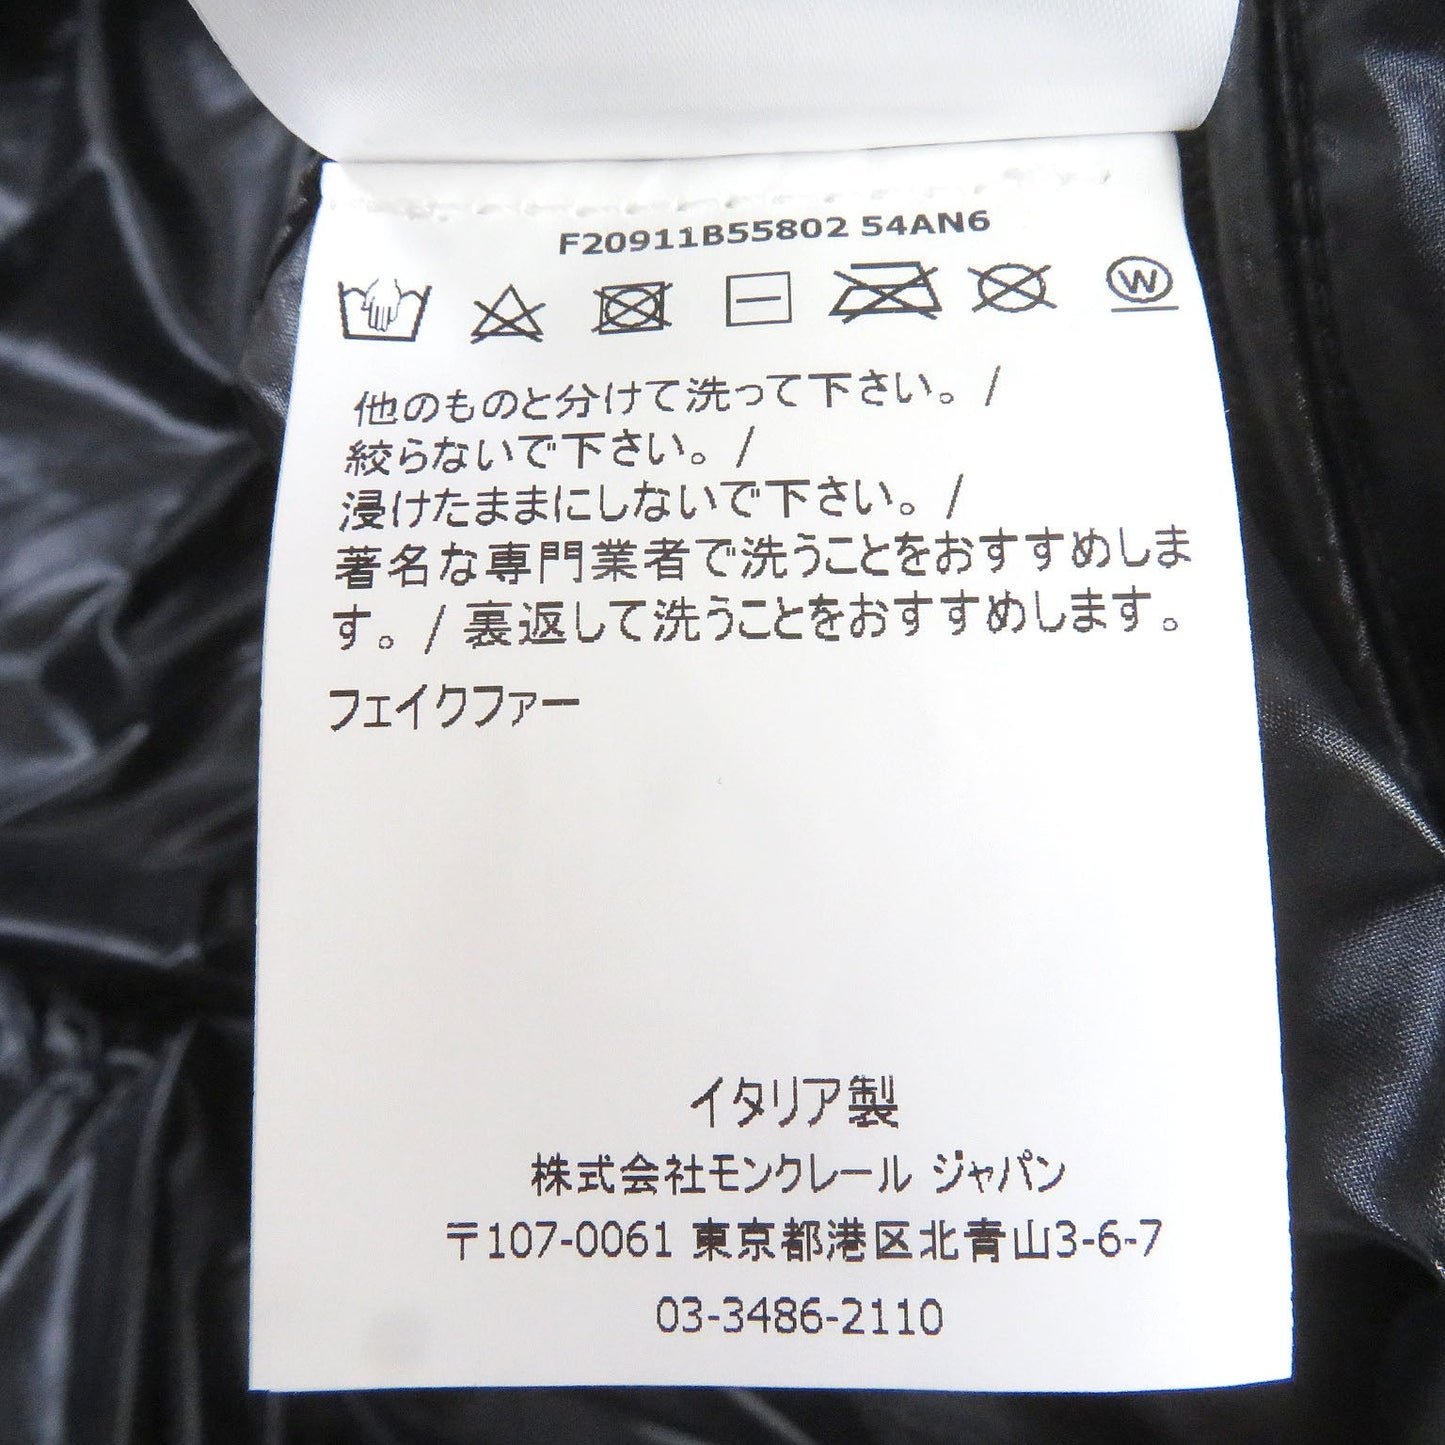 F20911B55802 54AN6
W
他のものと分けて洗って下さい。/
絞らないで下さい。/
浸けたままにしないで下さい。/
著名な専門業者で洗うことをおすすめしま
す。/ 裏返して洗うことをおすすめします。
フェイクファー
イタリア製
株式会社モンクレール ジャパン
〒107-0061 東京都港区北青山3-6-7
03-3486-2110